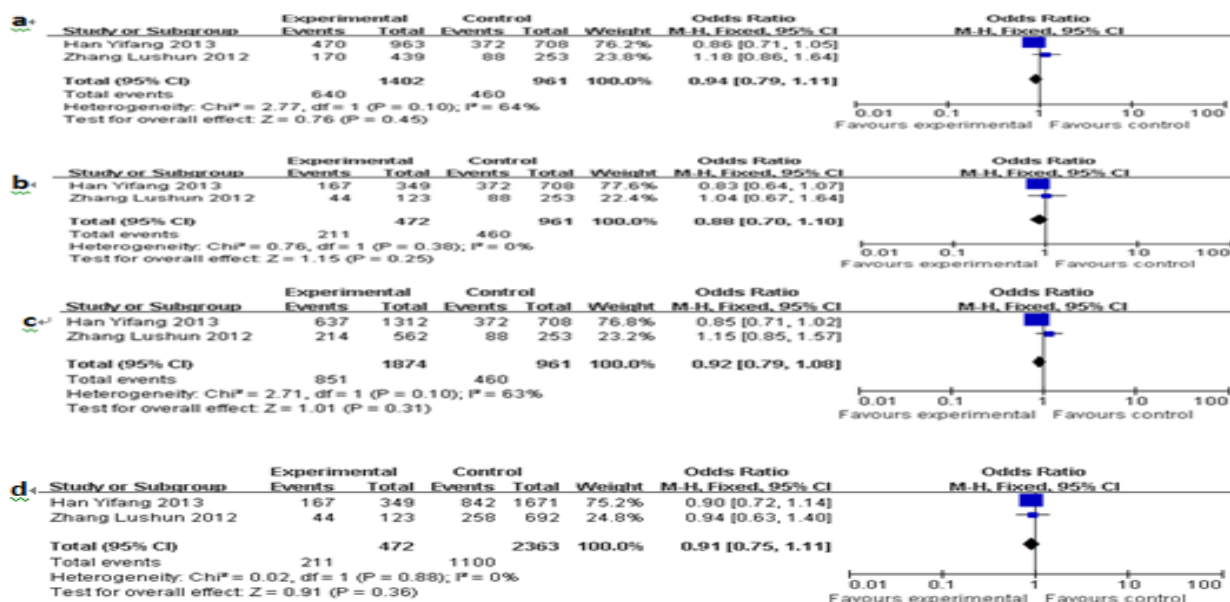 a
Experimental Control Odds Ratio Odds Ratio
Study or Subgroup Events Total Events Total Weight M-H, Fixed, 95% CI M-H, Fixed, 95% CI
Han Yifang 2013 470 963 372 708 76.2% 0.86 [0.71, 1.05]
Zhang Lushun 2012 170 439 88 253 23.8% 1.18 [0.86, 1.64]
Total (95% CI) 1402 961 100.0% 0.94 [0.79, 1.11]
Total events 640 460
Heterogeneity: Chi² = 2.77, df = 1 (P = 0.10); I² = 64%
Test for overall effect: Z = 0.76 (P = 0.45)
0.01 0.1 1 10 100
Favours experimental Favours control
b
Experimental Control Odds Ratio Odds Ratio
Study or Subgroup Events Total Events Total Weight M-H, Fixed, 95% CI M-H, Fixed, 95% CI
Han Yifang 2013 167 349 372 708 77.6% 0.83 [0.64, 1.07]
Zhang Lushun 2012 44 123 88 253 22.4% 1.04 [0.67, 1.64]
Total (95% CI) 472 961 100.0% 0.88 [0.70, 1.10]
Total events 211 460
Heterogeneity: Chi² = 0.76, df = 1 (P = 0.38); I² = 0%
Test for overall effect: Z = 1.15 (P = 0.25)
0.01 0.1 1 10 100
Favours experimental Favours control
c
Experimental Control Odds Ratio Odds Ratio
Study or Subgroup Events Total Events Total Weight M-H, Fixed, 95% CI M-H, Fixed, 95% CI
Han Yifang 2013 637 1312 372 708 76.8% 0.85 [0.71, 1.02]
Zhang Lushun 2012 214 562 88 253 23.2% 1.15 [0.85, 1.57]
Total (95% CI) 1874 961 100.0% 0.92 [0.79, 1.08]
Total events 851 460
Heterogeneity: Chi² = 2.71, df = 1 (P = 0.10); I² = 63%
Test for overall effect: Z = 1.01 (P = 0.31)
0.01 0.1 1 10 100
Favours experimental Favours control
d
Experimental Control Odds Ratio Odds Ratio
Study or Subgroup Events Total Events Total Weight M-H, Fixed, 95% CI M-H, Fixed, 95% CI
Han Yifang 2013 167 349 842 1671 75.2% 0.90 [0.72, 1.14]
Zhang Lushun 2012 44 123 258 692 24.8% 0.94 [0.63, 1.40]
Total (95% CI) 472 2363 100.0% 0.91 [0.75, 1.11]
Total events 211 1100
Heterogeneity: Chi² = 0.02, df = 1 (P = 0.88); I² = 0%
Test for overall effect: Z = 0.91 (P = 0.36)
0.01 0.1 1 10 100
Favours experimental Favours control